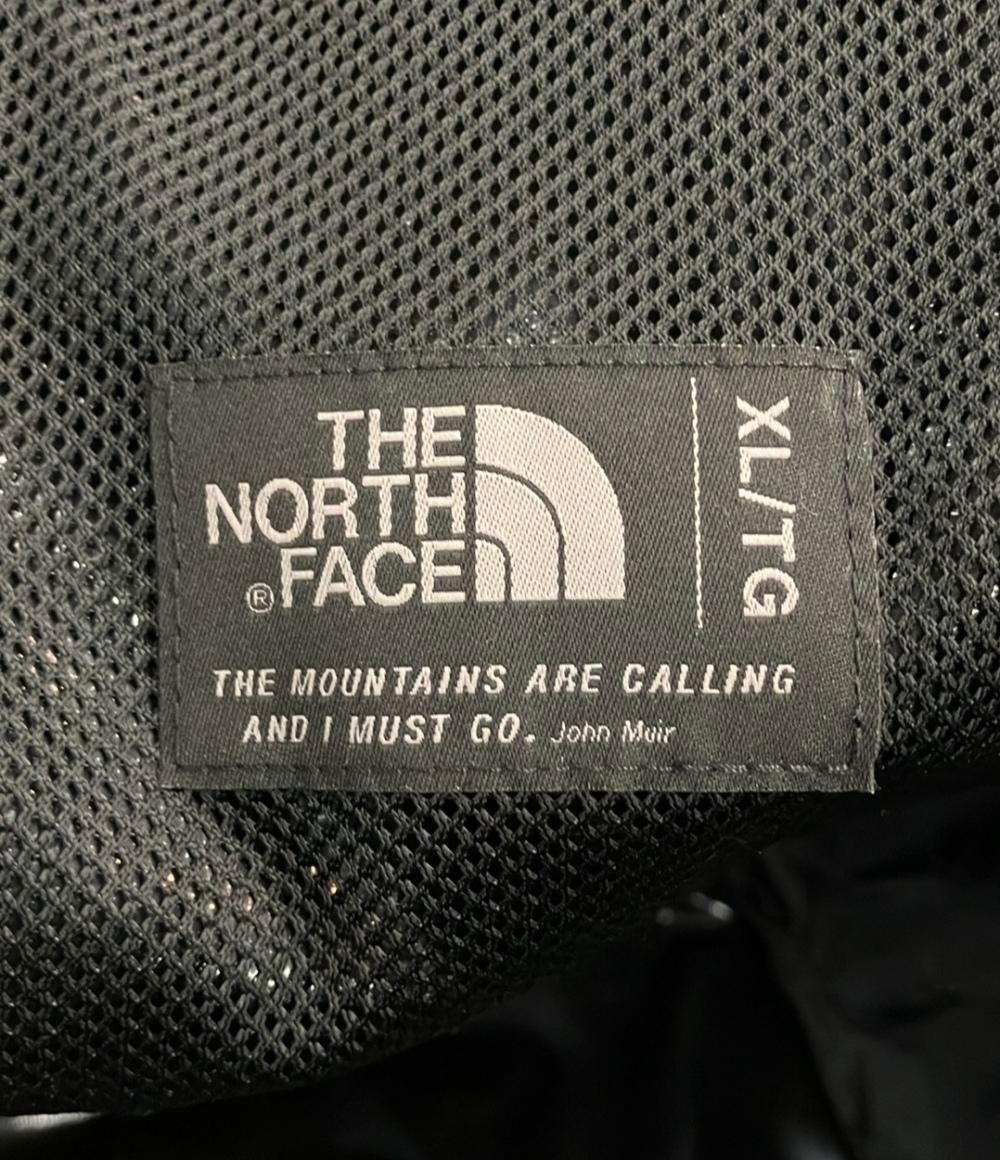 THE
NORTH
®FACE
XL/TG
THE MOUNTAINS ARE CALLING
AND I MUST GO. John Muir